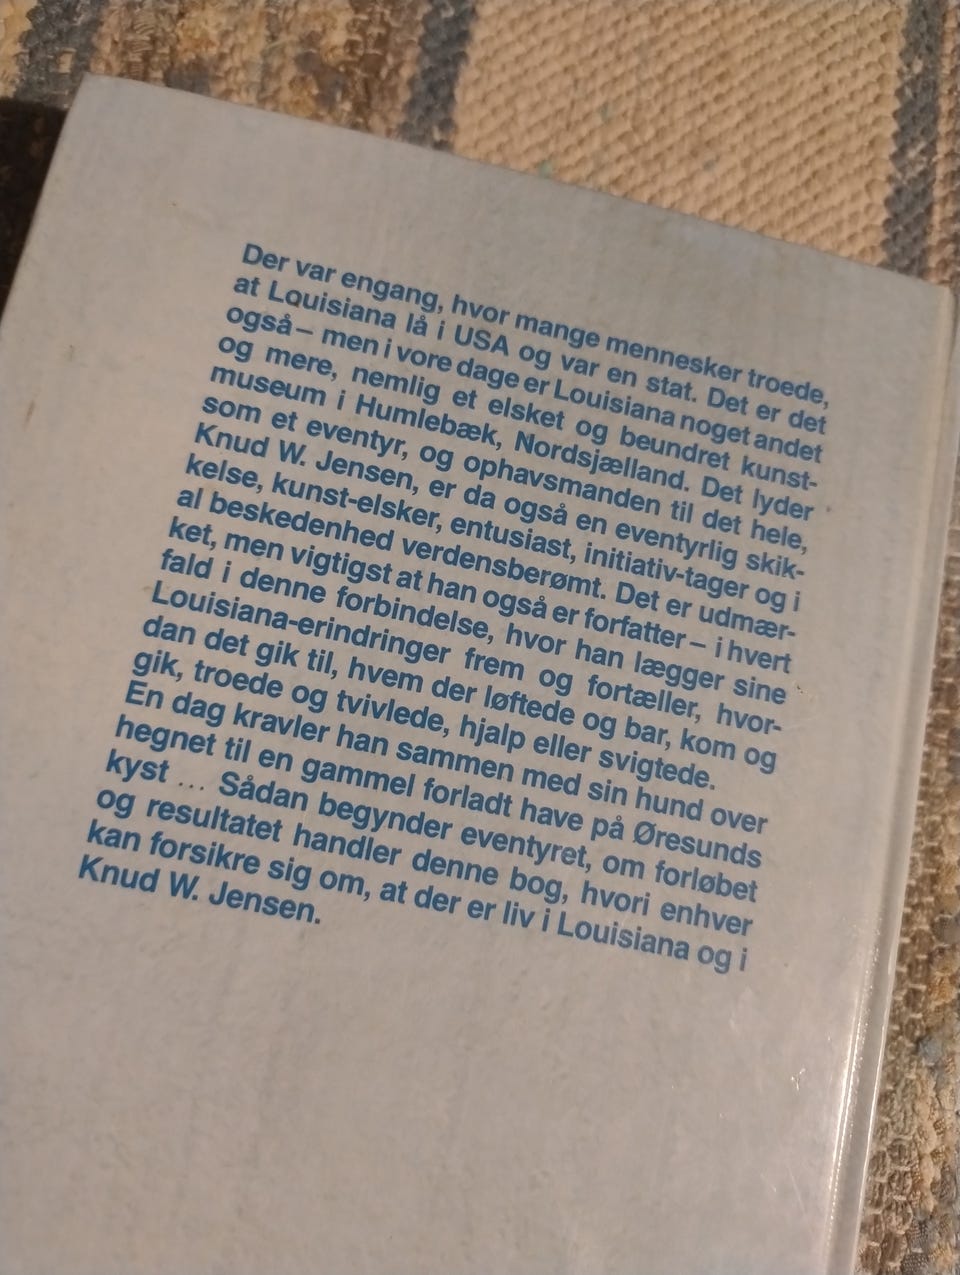 Der var engang, hvor mange mennesker troede,
at Louisiana lå i USA og var en stat. Det er det
også – men i vore dage er Louisiana noget andet
og mere, nemlig et elsket og beundret kunst-
museum i Humlebæk, Nordsjælland. Det lyder
som et eventyr, og ophavsmanden til det hele,
Knud W. Jensen, er da også en eventyrlig skik-
kelse, kunst-elsker, entusiast, initiativ-tager og i
al beskedenhed verdensberømt. Det er udmær-
ket, men vigtigst at han også er forfatter – i hvert
fald i denne forbindelse, hvor han lægger sine
Louisiana-erindringer frem og fortæller, hvor-
dan det gik til, hvem der løftede og bar, kom og
gik, troede og tvivlede, hjalp eller svigtede.
En dag kravler han sammen med sin hund over
hegnet til en gammel forladt have på Øresunds
kyst ... Sådan begynder eventyret, om forløbet
og resultatet handler denne bog, hvori enhver
kan forsikre sig om, at der er liv i Louisiana og i
Knud W. Jensen.